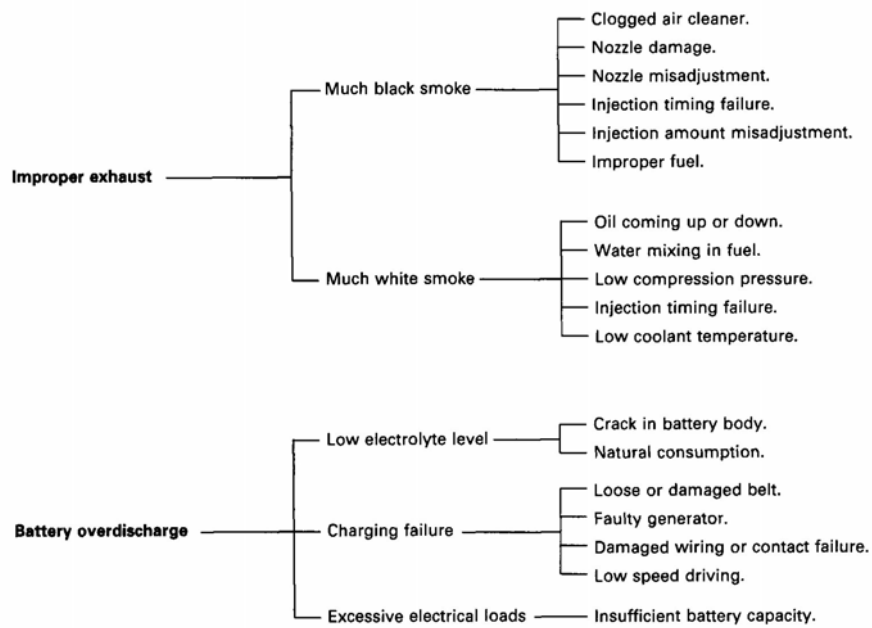 Improper exhaust
Much black smoke
Clogged air cleaner.
Nozzle damage.
Nozzle misadjustment.
Injection timing failure.
Injection amount misadjustment.
Improper fuel.
Much white smoke
Oil coming up or down.
Water mixing in fuel.
Low compression pressure.
Injection timing failure.
Low coolant temperature.
Battery overdischarge
Low electrolyte level
Crack in battery body.
Natural consumption.
Charging failure
Loose or damaged belt.
Faulty generator.
Damaged wiring or contact failure.
Low speed driving.
Excessive electrical loads
Insufficient battery capacity.